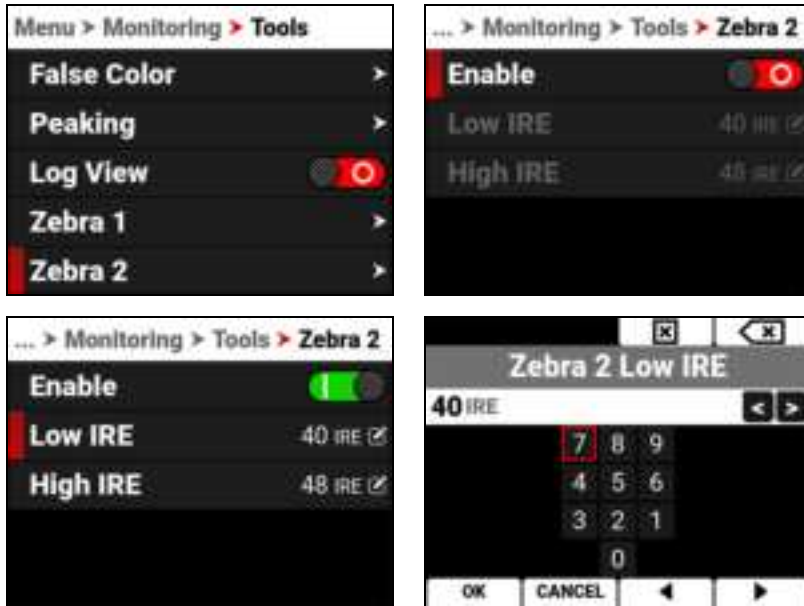 Menu > Monitoring > Tools
False Color >
Peaking >
Log View
Zebra 1 >
Zebra 2 >
... > Monitoring > Tools > Zebra 2
Enable
Low IRE 40 IRE
High IRE 48 IRE
... > Monitoring > Tools > Zebra 2
Enable
Low IRE 40 IRE
High IRE 48 IRE
Zebra 2 Low IRE
40 IRE < >
7 8 9
4 5 6
3 2 1
0
OK CANCEL